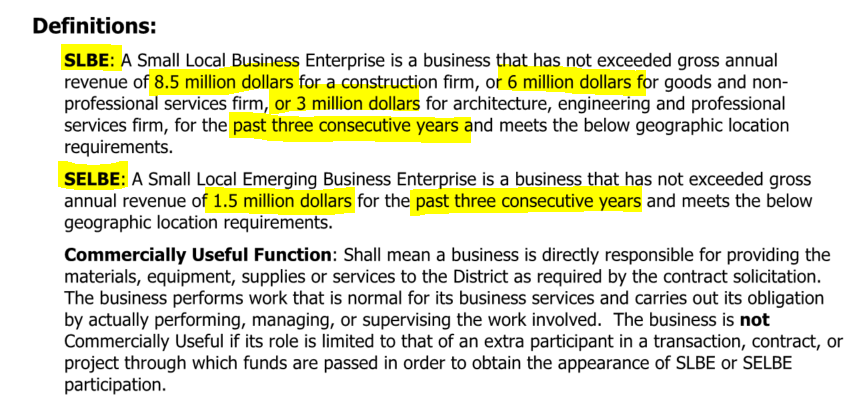 Definitions:
SLBE: A Small Local Business Enterprise is a business that has not exceeded gross annual
revenue of 8.5 million dollars for a construction firm, or 6 million dollars for goods and non-
professional services firm, or 3 million dollars for architecture, engineering and professional
services firm, for the past three consecutive years and meets the below geographic location
requirements.
SELBE: A Small Local Emerging Business Enterprise is a business that has not exceeded gross
annual revenue of 1.5 million dollars for the past three consecutive years and meets the below
geographic location requirements.
Commercially Useful Function: Shall mean a business is directly responsible for providing the
materials, equipment, supplies or services to the District as required by the contract solicitation.
The business performs work that is normal for its business services and carries out its obligation
by actually performing, managing, or supervising the work involved.  The business is not
Commercially Useful if its role is limited to that of an extra participant in a transaction, contract, or
project through which funds are passed in order to obtain the appearance of SLBE or SELBE
participation.